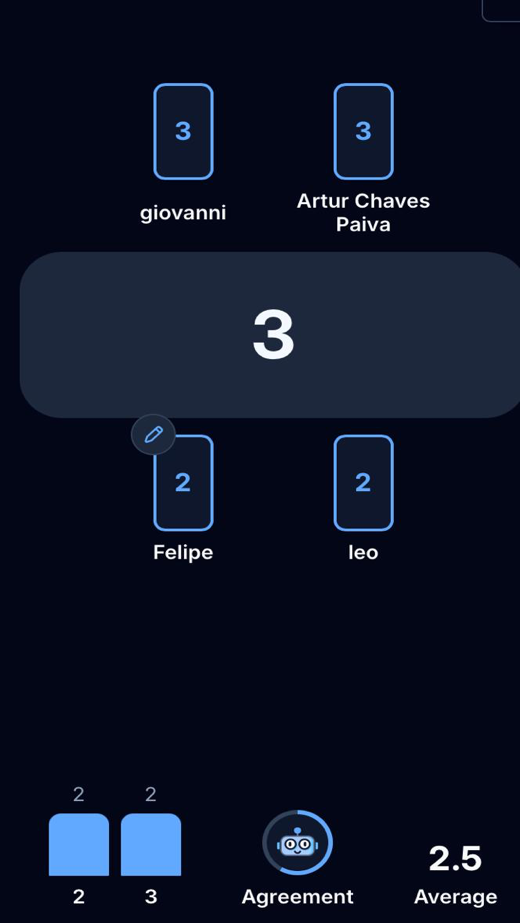 3
3
giovanni
Artur Chaves
Paiva
3
2
2
Felipe
leo
2
2
2
3
Agreement
2.5
Average